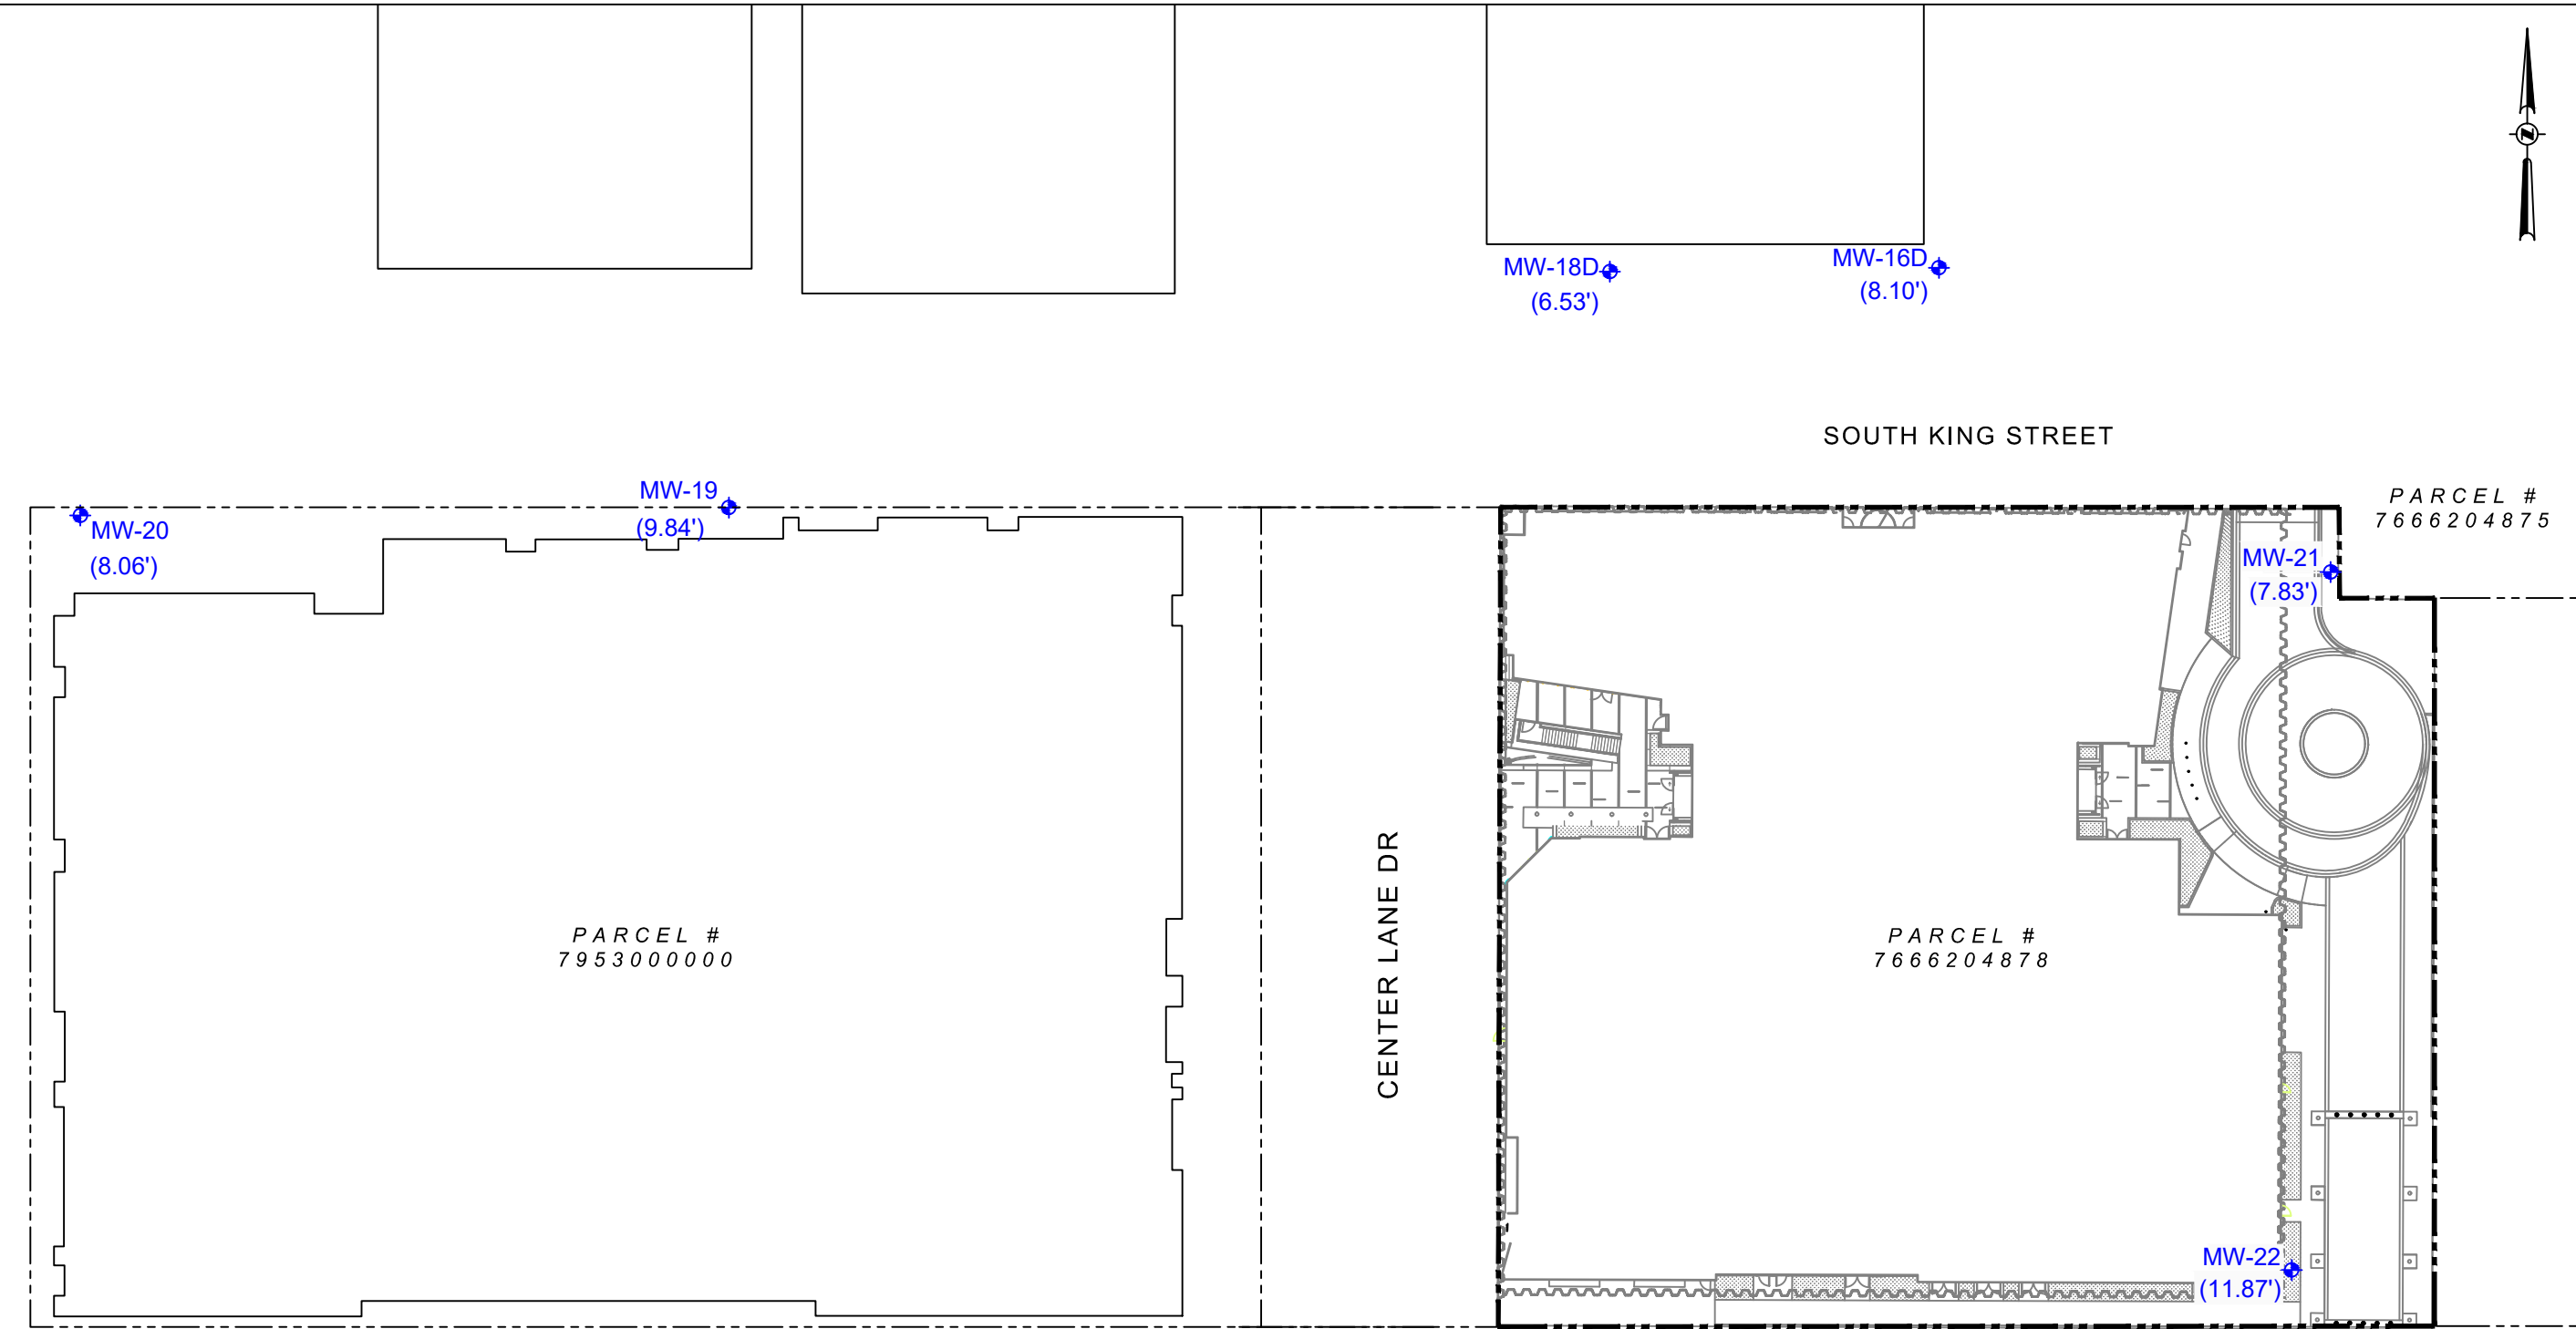 MW-18D
(6.53')
MW-16D
(8.10')
N
SOUTH KING STREET
MW-20
(8.06')
MW-19
(9.84')
PARCEL #
7666204875
MW-21
(7.83')
PARCEL #
7953000000
CENTER LANE DR
PARCEL #
7666204878
MW-22
(11.87')